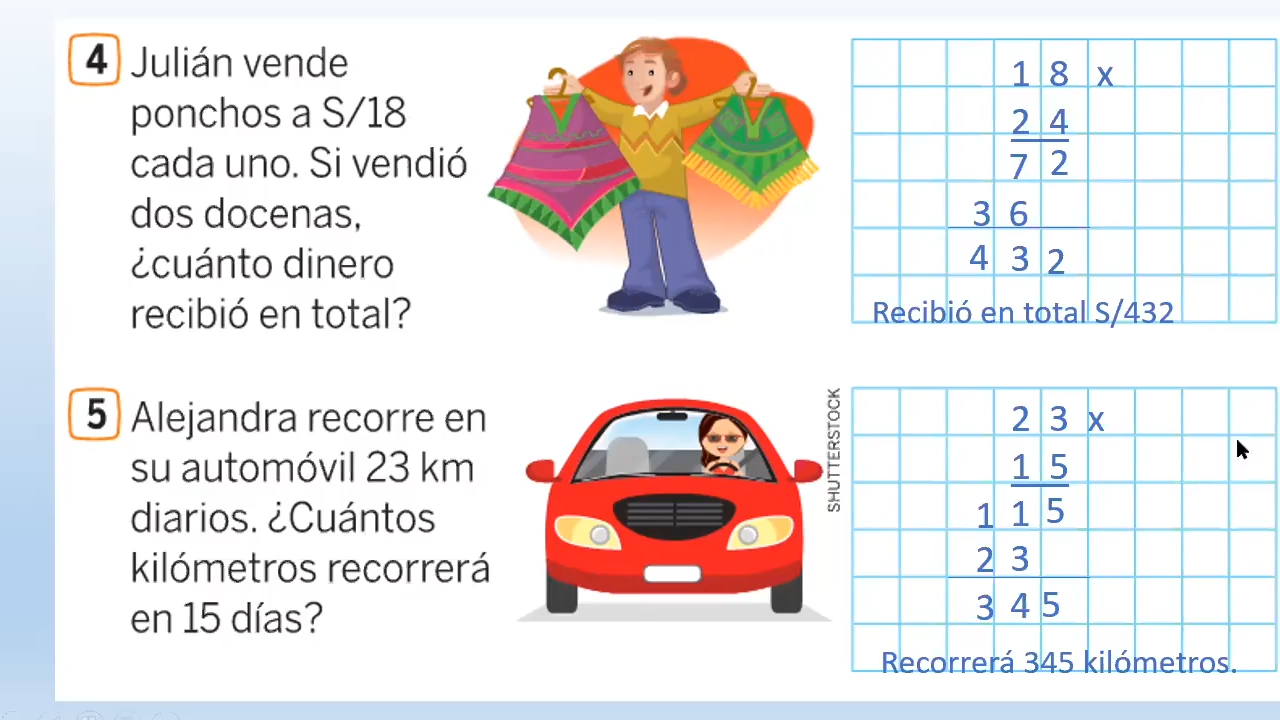 4
Julián vende
ponchos a S/18
cada uno. Si vendió
dos docenas,
¿cuánto dinero
recibió en total?
1 8 x
2 4
7 2
3 6
4 3 2
Recibió en total S/432
5
Alejandra recorre en
su automóvil 23 km
diarios. ¿Cuántos
kilómetros recorrerá
en 15 días?
SHUTTERSTOCK
2 3 x
1 5
1 1 5
2 3
3 4 5
Recorrerá 345 kilómetros.